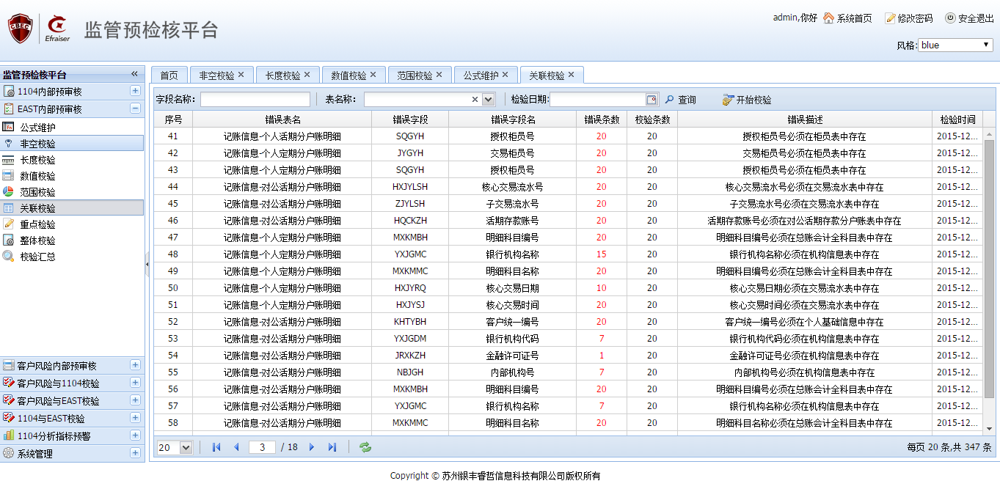 CBEC
Efraiser
监管预检核平台
admin,你好 系统首页 修改密码 安全退出
风格: blue
监管预检核平台
1104内部预审核
EAST内部预审核
公式维护
非空校验
长度校验
数值校验
范围校验
关联校验
重点检验
整体校验
校验汇总
客户风险内部预审核
客户风险与1104校验
客户风险与EAST校验
1104与EAST校验
1104分析指标预警
系统管理
首页 非空校验 长度校验 数值校验 范围校验 公式维护 关联校验
字段名称: 表名称: 检验日期: 查询 开始校验
序号 错误表名 错误字段 错误字段名 错误条数 校验条数 错误描述 检验时间
41 记账信息-个人活期分户账明细 SQGYH 授权柜员号 20 20 授权柜员号必须在柜员表中存在 2015-12...
42 记账信息-个人定期分户账明细 JYGYH 交易柜员号 20 20 交易柜员号必须在柜员表中存在 2015-12...
43 记账信息-个人定期分户账明细 SQGYH 授权柜员号 20 20 授权柜员号必须在柜员表中存在 2015-12...
44 记账信息-对公活期分户账明细 HXJYLSH 核心交易流水号 20 20 核心交易流水号必须在交易流水表中存在 2015-12...
45 记账信息-对公活期分户账明细 ZJYLSH 子交易流水号 20 20 子交易流水号必须在交易流水表中存在 2015-12...
46 记账信息-对公活期分户账明细 HQCKZH 活期存款账号 20 20 活期存款账号必须在对公活期存款分户账表中存在 2015-12...
47 记账信息-个人定期分户账明细 MXKMBH 明细科目编号 20 20 明细科目编号必须在总账会计全科目表中存在 2015-12...
48 记账信息-个人定期分户账明细 YXJGMC 银行机构名称 15 20 银行机构名称必须在机构信息表中存在 2015-12...
49 记账信息-个人定期分户账明细 MXKMMC 明细科目名称 20 20 明细科目编号必须在总账会计全科目表中存在 2015-12...
50 记账信息-个人定期分户账明细 HXJYRQ 核心交易日期 10 20 核心交易日期必须在交易流水表中存在 2015-12...
51 记账信息-个人定期分户账明细 HXJYSJ 核心交易时间 20 20 核心交易时间必须在交易流水表中存在 2015-12...
52 记账信息-对公活期分户账明细 KHTYBH 客户统一编号 20 20 客户统一编号必须在个人基础信息中存在 2015-12...
53 记账信息-对公活期分户账明细 YXJGDM 银行机构代码 7 20 银行机构代码必须在机构信息表中存在 2015-12...
54 记账信息-对公活期分户账明细 JRXKZH 金融许可证号 1 20 金融许可证号必须在机构信息表中存在 2015-12...
55 记账信息-对公活期分户账明细 NBJGH 内部机构号 7 20 内部机构号必须在机构信息表中存在 2015-12...
56 记账信息-对公活期分户账明细 MXKMBH 明细科目编号 20 20 明细科目编号必须在总账会计全科目表中存在 2015-12...
57 记账信息-对公活期分户账明细 YXJGMC 银行机构名称 7 20 银行机构名称必须在机构信息表中存在 2015-12...
58 记账信息-对公活期分户账明细 MXKMMC 明细科目名称 20 20 明细科目名称必须在总账会计全科目表中存在 2015-12...
20 3 / 18 每页 20 条,共 347 条
Copyright © 苏州银丰睿哲信息科技有限公司版权所有